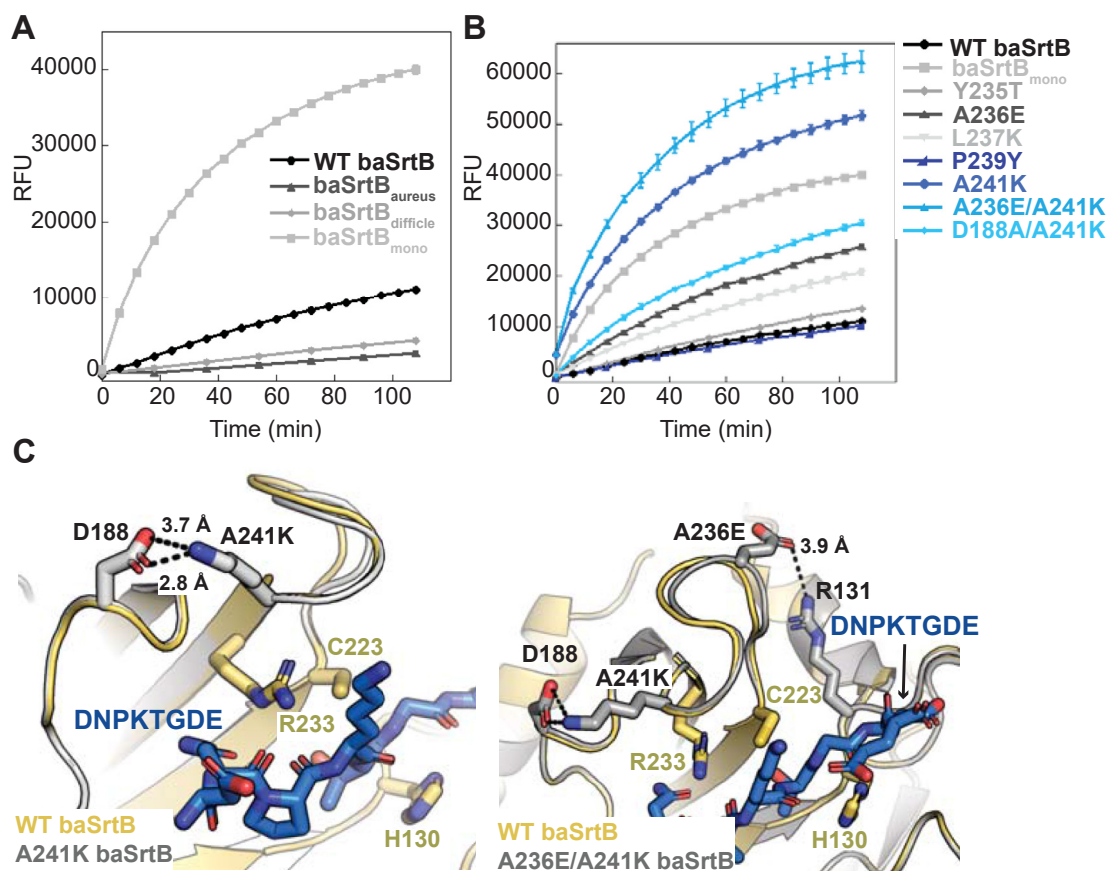 A
RFU
40000
30000
20000
10000
0
0
20
40
60
80
100
Time (min)
WT baSrtB
baSrtBaureus
baSrtBdifficle
baSrtBmono
B
RFU
60000
50000
40000
30000
20000
10000
0
0
20
40
60
80
100
Time (min)
WT baSrtB
baSrtBmono
Y235T
A236E
L237K
P239Y
A241K
A236E/A241K
D188A/A241K
C
D188
3.7 Å
A241K
2.8 Å
C223
DNPKTGDE
R233
H130
WT baSrtB
A241K baSrtB
A236E
3.9 Å
R131
DNPKTGDE
D188
A241K
C223
R233
H130
WT baSrtB
A236E/A241K baSrtB